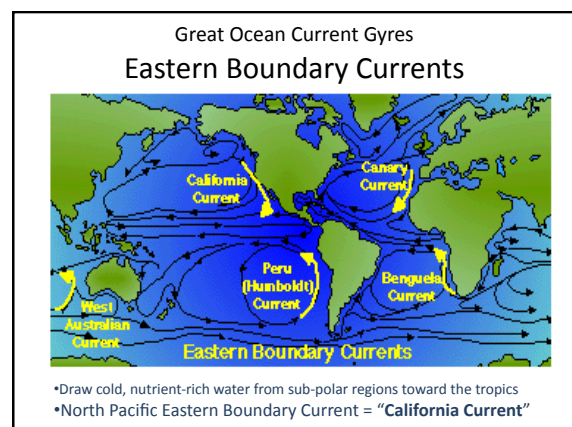 Great Ocean Current Gyres
Eastern Boundary Currents
California
Current
Canary
Current
Peru
(Humboldt)
Current
Benguela
Current
West
Australian
Current
Eastern Boundary Currents
•Draw cold, nutrient-rich water from sub-polar regions toward the tropics
•North Pacific Eastern Boundary Current = “California Current”